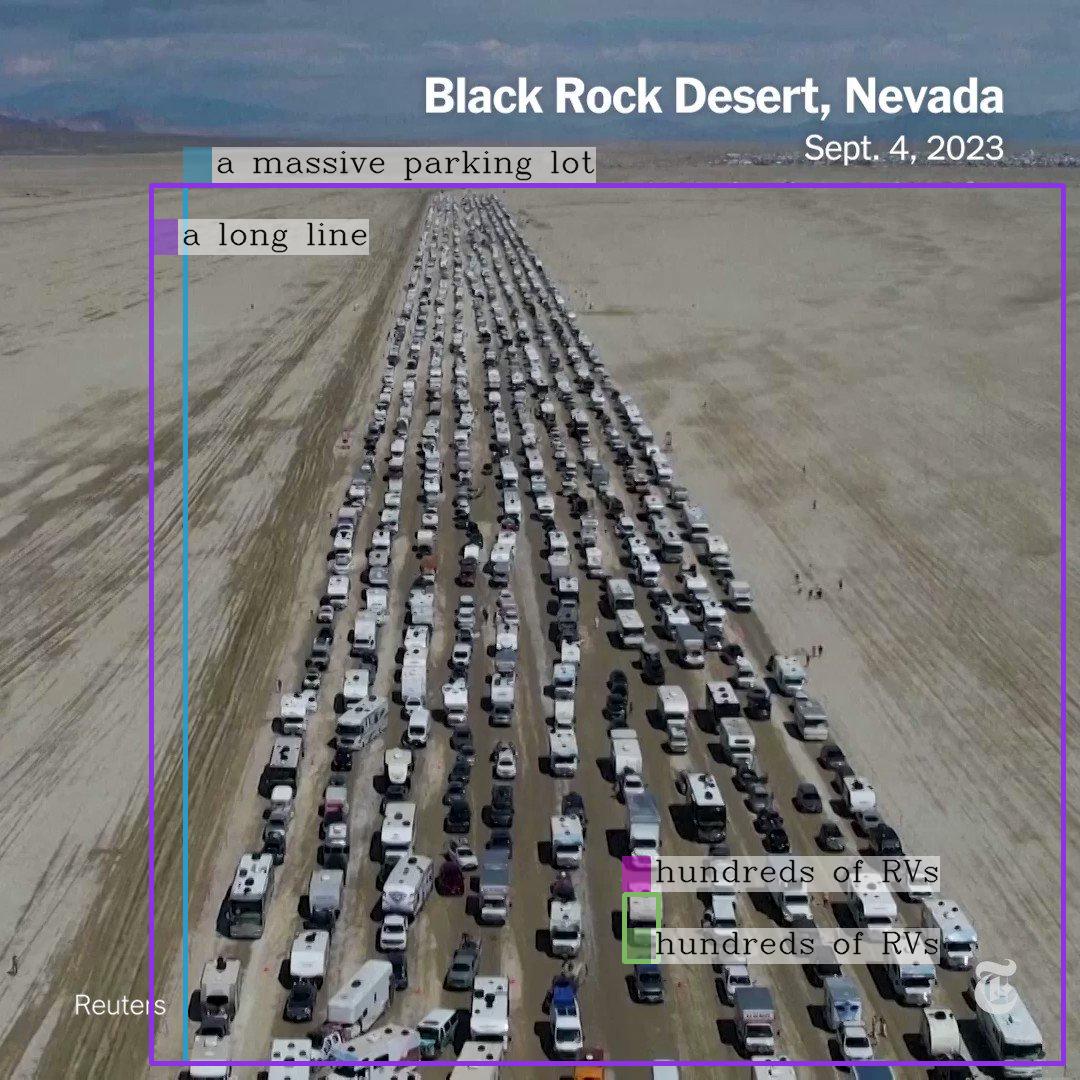 Black Rock Desert, Nevada
Sept. 4, 2023
a massive parking lot
a long line
hundreds of RVs
hundreds of RVs
Reuters
T